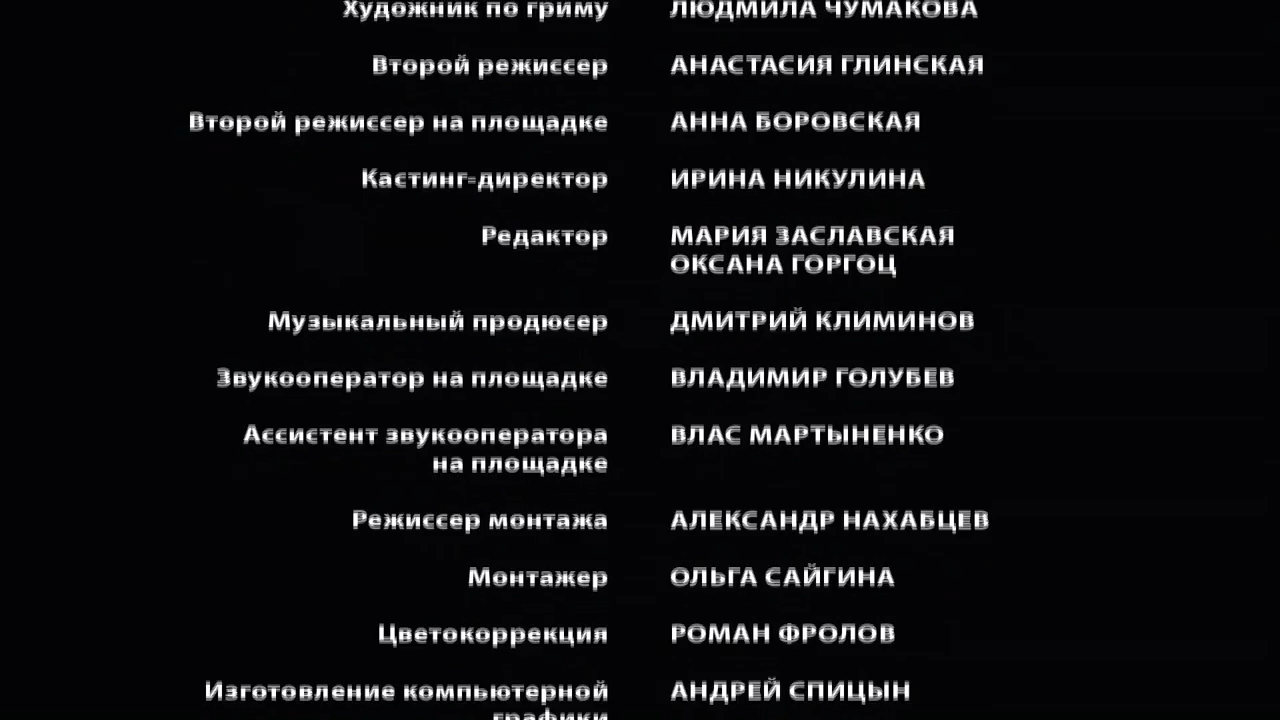 Художник по гриму ЛЮДМИЛА ЧУМАКОВА
Второй режиссер АНАСТАСИЯ ГЛИНСКАЯ
Второй режиссер на площадке АННА БОРОВСКАЯ
Кастинг-директор ИРИНА НИКУЛИНА
Редактор МАРИЯ ЗАСЛАВСКАЯ
ОКСАНА ГОРГОЦ
Музыкальный продюсер ДМИТРИЙ КЛИМИНОВ
Звукооператор на площадке ВЛАДИМИР ГОЛУБЕВ
Ассистент звукооператора ВЛАС МАРТЫНЕНКО
на площадке
Режиссер монтажа АЛЕКСАНДР НАХАБЦЕВ
Монтажер ОЛЬГА САЙГИНА
Цветокоррекция РОМАН ФРОЛОВ
Изготовление компьютерной АНДРЕЙ СПИЦЫН
графики